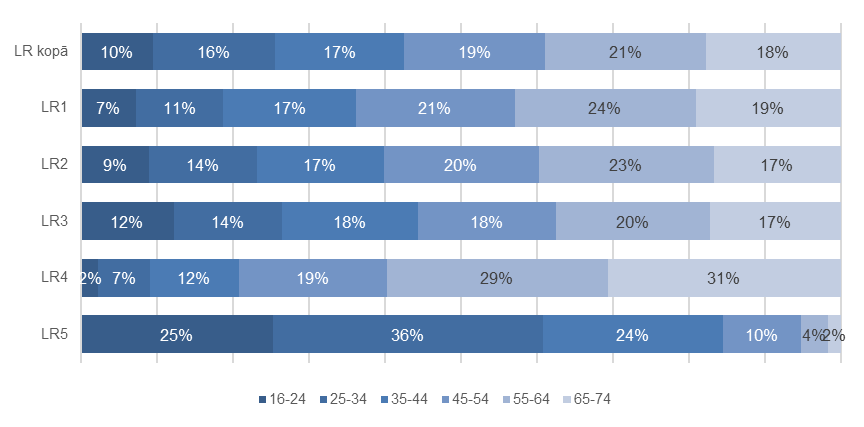 LR kopā 10% 16% 17% 19% 21% 18%
LR1 7% 11% 17% 21% 24% 19%
LR2 9% 14% 17% 20% 23% 17%
LR3 12% 14% 18% 18% 20% 17%
LR4 2% 7% 12% 19% 29% 31%
LR5 25% 36% 24% 10% 4% 2%
16-24 25-34 35-44 45-54 55-64 65-74